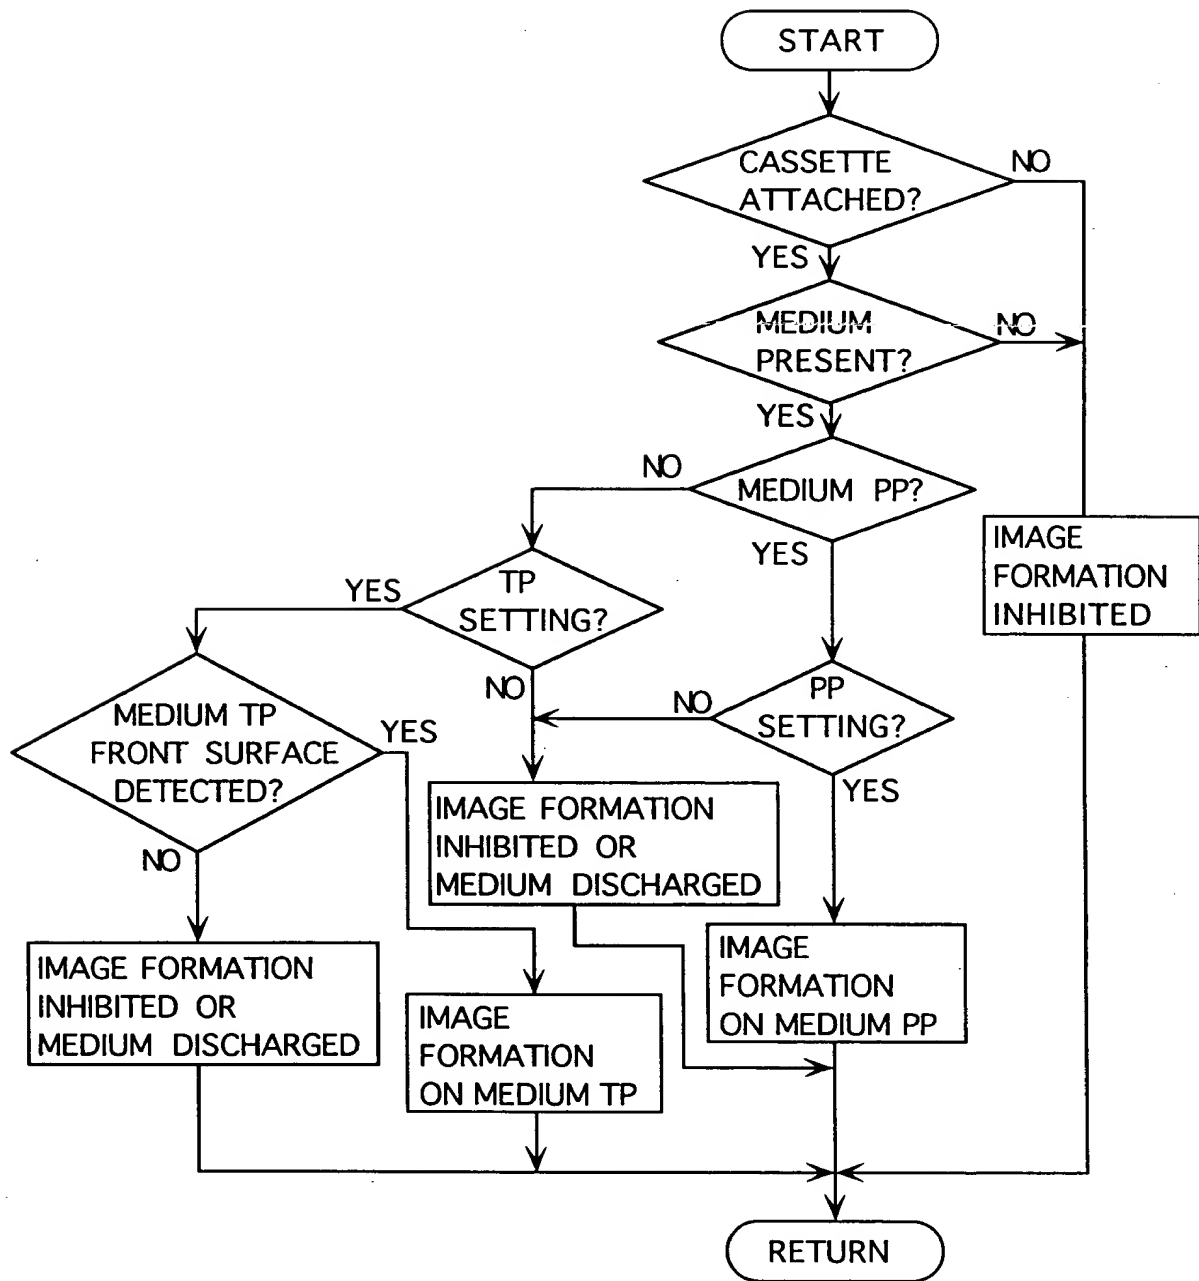 START
CASSETTE
ATTACHED?
NO
YES
MEDIUM
PRESENT?
NO
YES
NO
MEDIUM PP?
YES
IMAGE
FORMATION
INHIBITED
YES
TP
SETTING?
NO
NO
PP
SETTING?
YES
MEDIUM TP
FRONT SURFACE
DETECTED?
YES
NO
IMAGE FORMATION
INHIBITED OR
MEDIUM DISCHARGED
IMAGE
FORMATION
ON MEDIUM PP
IMAGE FORMATION
INHIBITED OR
MEDIUM DISCHARGED
IMAGE
FORMATION
ON MEDIUM TP
RETURN